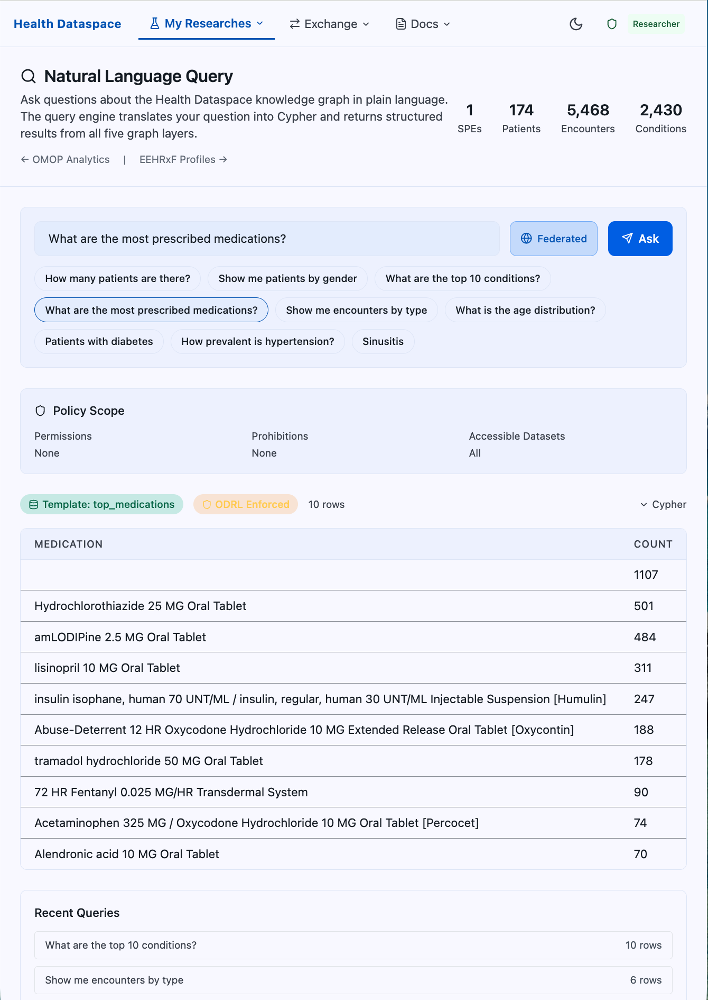 Health Dataspace
My Researches
Exchange
Docs
Researcher
Natural Language Query
Ask questions about the Health Dataspace knowledge graph in plain language.
The query engine translates your question into Cypher and returns structured
results from all five graph layers.
1
SPEs
174
Patients
5,468
Encounters
2,430
Conditions
← OMOP Analytics | EEHRxF Profiles →
What are the most prescribed medications?
Federated
Ask
How many patients are there?
Show me patients by gender
What are the top 10 conditions?
What are the most prescribed medications?
Show me encounters by type
What is the age distribution?
Patients with diabetes
How prevalent is hypertension?
Sinusitis
Policy Scope
Permissions
None
Prohibitions
None
Accessible Datasets
All
Template: top_medications
ODRL Enforced
10 rows
Cypher
MEDICATION COUNT
1107
Hydrochlorothiazide 25 MG Oral Tablet 501
amLODIPine 2.5 MG Oral Tablet 484
lisinopril 10 MG Oral Tablet 311
insulin isophane, human 70 UNT/ML / insulin, regular, human 30 UNT/ML Injectable Suspension [Humulin] 247
Abuse-Deterrent 12 HR Oxycodone Hydrochloride 10 MG Extended Release Oral Tablet [Oxycontin] 188
tramadol hydrochloride 50 MG Oral Tablet 178
72 HR Fentanyl 0.025 MG/HR Transdermal System 90
Acetaminophen 325 MG / Oxycodone Hydrochloride 10 MG Oral Tablet [Percocet] 74
Alendronic acid 10 MG Oral Tablet 70
Recent Queries
What are the top 10 conditions? 10 rows
Show me encounters by type 6 rows